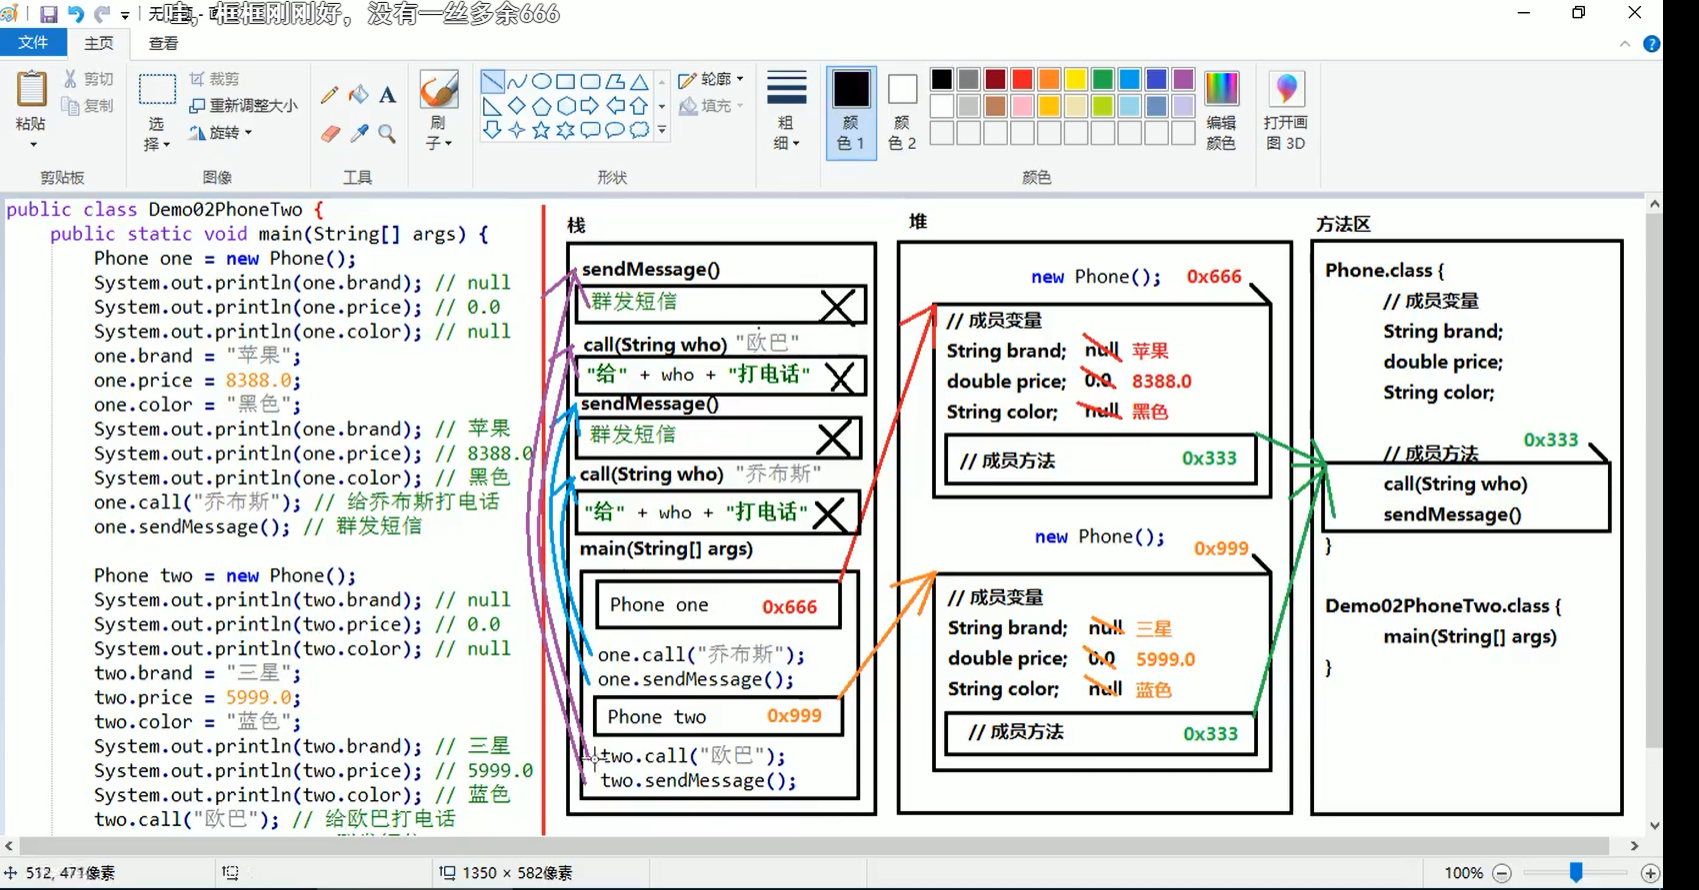 哇，框框刚刚好，没有一丝多余666
文件
主页
查看
粘贴
剪切
复制
剪贴板
选择
裁剪
重新调整大小
旋转
图像
A
工具
刷子
形状
轮廓
填充
粗细
颜色 1
颜色 2
颜色
编辑颜色
打开画图 3D
public class Demo02PhoneTwo {
public static void main(String[] args) {
Phone one = new Phone();
System.out.println(one.brand); // null
System.out.println(one.price); // 0.0
System.out.println(one.color); // null
one.brand = "苹果";
one.price = 8388.0;
one.color = "黑色";
System.out.println(one.brand); // 苹果
System.out.println(one.price); // 8388.0
System.out.println(one.color); // 黑色
one.call("乔布斯"); // 给乔布斯打电话
one.sendMessage(); // 群发短信
Phone two = new Phone();
System.out.println(two.brand); // null
System.out.println(two.price); // 0.0
System.out.println(two.color); // null
two.brand = "三星";
two.price = 5999.0;
two.color = "蓝色";
System.out.println(two.brand); // 三星
System.out.println(two.price); // 5999.0
System.out.println(two.color); // 蓝色
two.call("欧巴"); // 给欧巴打电话
栈
sendMessage()
群发短信
call(String who) "欧巴"
"给" + who + "打电话"
sendMessage()
群发短信
call(String who) "乔布斯"
"给" + who + "打电话"
main(String[] args)
Phone one 0x666
one.call("乔布斯");
one.sendMessage();
Phone two 0x999
two.call("欧巴");
two.sendMessage();
堆
new Phone(); 0x666
// 成员变量
String brand; null 苹果
double price; 0.0 8388.0
String color; null 黑色
// 成员方法 0x333
new Phone(); 0x999
// 成员变量
String brand; null 三星
double price; 0.0 5999.0
String color; null 蓝色
// 成员方法 0x333
方法区
Phone.class {
// 成员变量
String brand;
double price;
String color;
0x333
// 成员方法
call(String who)
sendMessage()
}
Demo02PhoneTwo.class {
main(String[] args)
}
512, 471像素
1350 × 582像素
100%